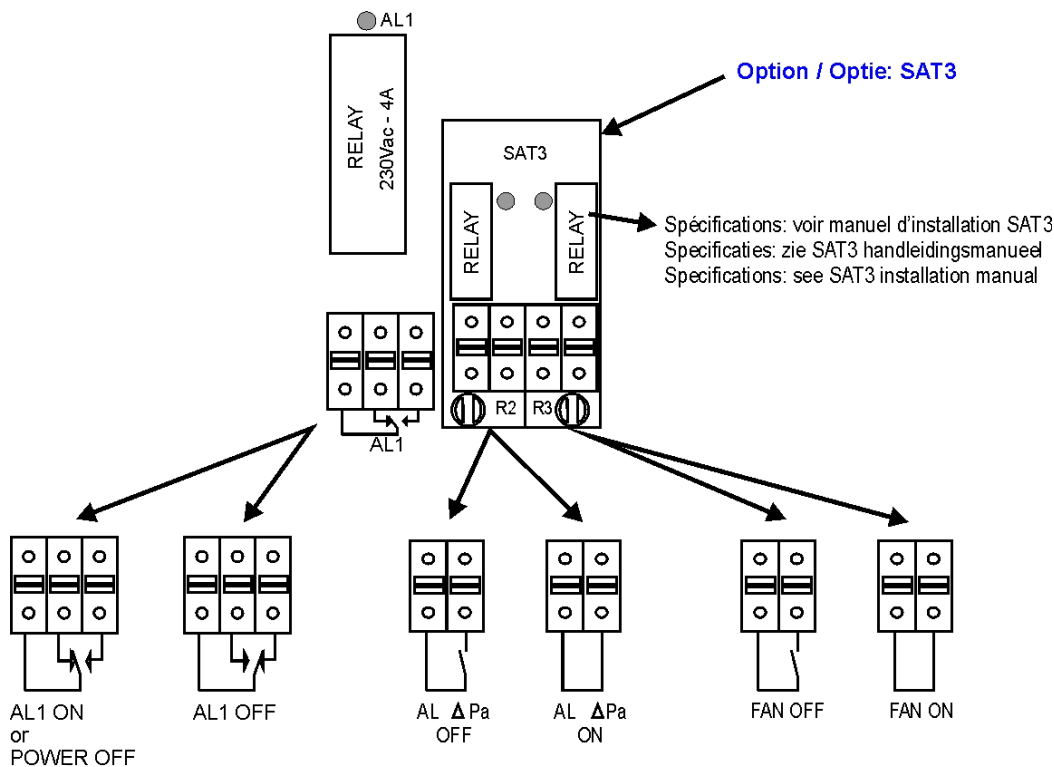 AL1
Option / Optie: SAT3
RELAY
230Vac - 4A
SAT3
RELAY
RELAY
Spécifications: voir manuel d'installation SAT3
Specificaties: zie SAT3 handleidingsmanueel
Specifications: see SAT3 installation manual
R2
R3
AL1
AL1 ON
or
POWER OFF
AL1 OFF
AL Δ Pa
OFF
AL ΔPa
ON
FAN OFF
FAN ON